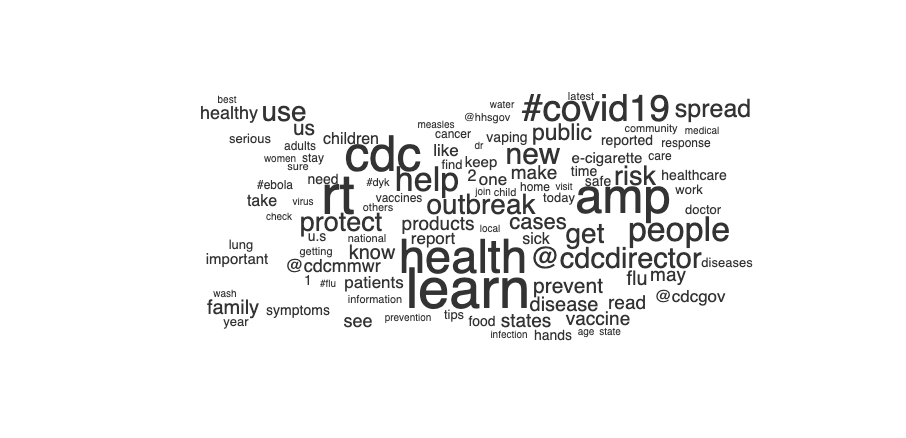 best latest
healthy use water #covid19 spread
@hhsgov
us measles community medical
serious children cancer vaping public reported response
adults dr
women stay cdc like new e-cigarette care
sure find keep
#ebola need #dyk help 2 one make time safe risk healthcare
join child home visit work
take virus rt vaccines outbreak today amp doctor
others
check protect products local cases people
u.s national report sick get
lung getting know health @cdcdirector diseases
important @cdcmmwr
1 #flu patients learn prevent flu may
wash information disease read @cdcgov
family symptoms
year see prevention tips food states vaccine
infection hands age state